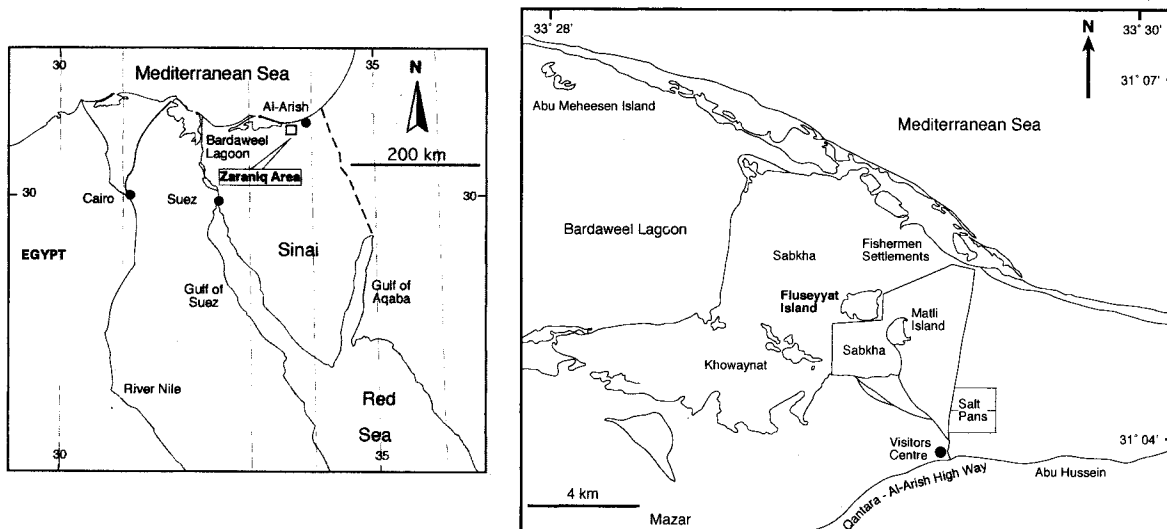 30
35
Mediterranean Sea
N
Al-Arish
Bardaweel
Lagoon
200 km
Zaraniq Area
30
30
Cairo
Suez
EGYPT
Sinai
Gulf of
Suez
Gulf of
Aqaba
River Nile
Red
Sea
30
35
33° 28'
33° 30'
N
31° 07'
Abu Meheesen Island
Mediterranean Sea
Bardaweel Lagoon
Sabkha
Fishermen
Settlements
Fluseyyat
Island
Matli
Island
Sabkha
Khowaynat
Salt
Pans
Visitors
Centre
31° 04'
Abu Hussein
Qantara - Al-Arish High Way
4 km
Mazar